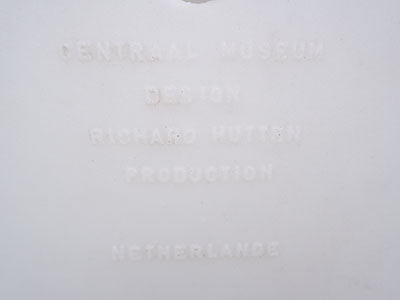 CENTRAAL MUSEUM
DESIGN
RICHARD HUTTEN
PRODUCTION
NETHERLANDS